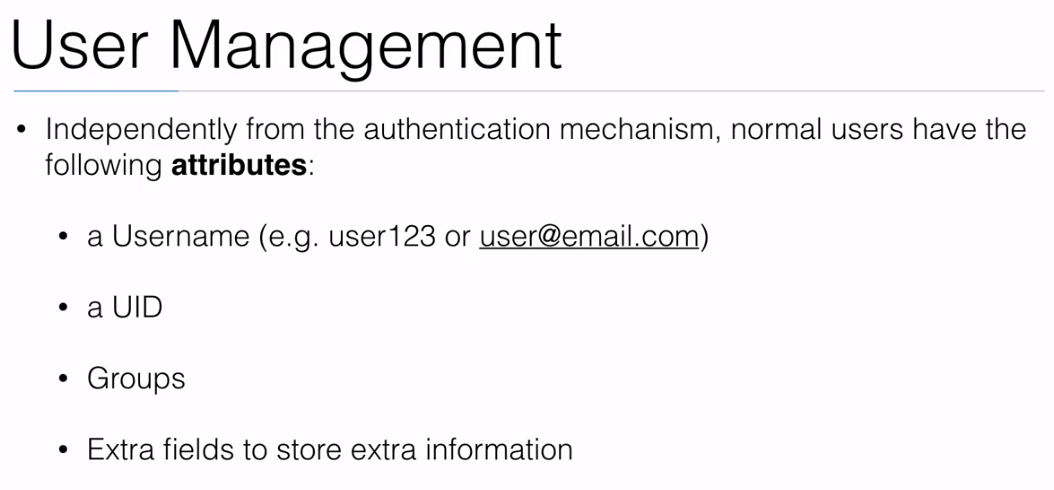 User Management
• Independently from the authentication mechanism, normal users have the
following attributes:
• a Username (e.g. user123 or user@email.com)
• a UID
• Groups
• Extra fields to store extra information